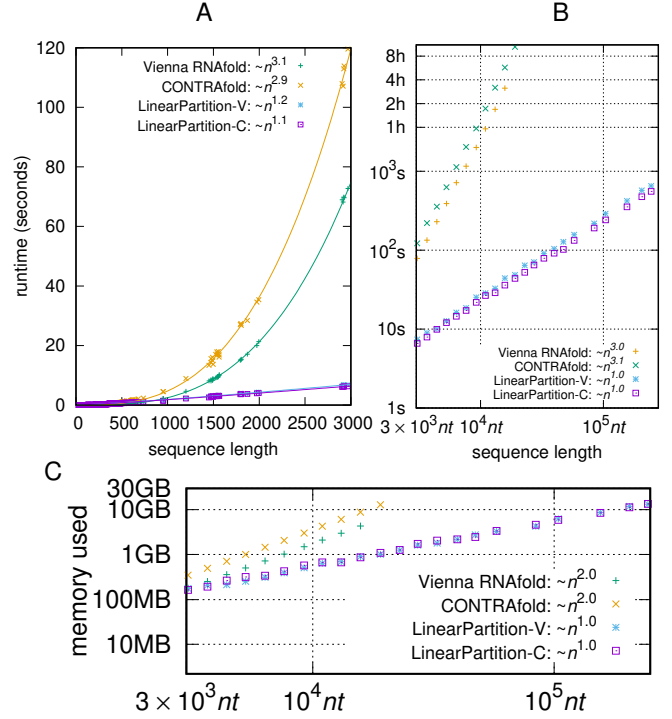 A
120
100
80
60
40
20
0
runtime (seconds)
Vienna RNAfold: ~n^3.1
CONTRAfold: ~n^2.9
LinearPartition-V: ~n^1.2
LinearPartition-C: ~n^1.1
0 500 1000 1500 2000 2500 3000
sequence length
B
8h
4h
2h
1h
10^3s
10^2s
10s
1s
Vienna RNAfold: ~n^3.0
CONTRAfold: ~n^3.1
LinearPartition-V: ~n^1.0
LinearPartition-C: ~n^1.0
3 × 10^3nt 10^4nt 10^5nt
sequence length
C
30GB
10GB
1GB
100MB
10MB
memory used
Vienna RNAfold: ~n^2.0
CONTRAfold: ~n^2.0
LinearPartition-V: ~n^1.0
LinearPartition-C: ~n^1.0
3 × 10^3nt 10^4nt 10^5nt